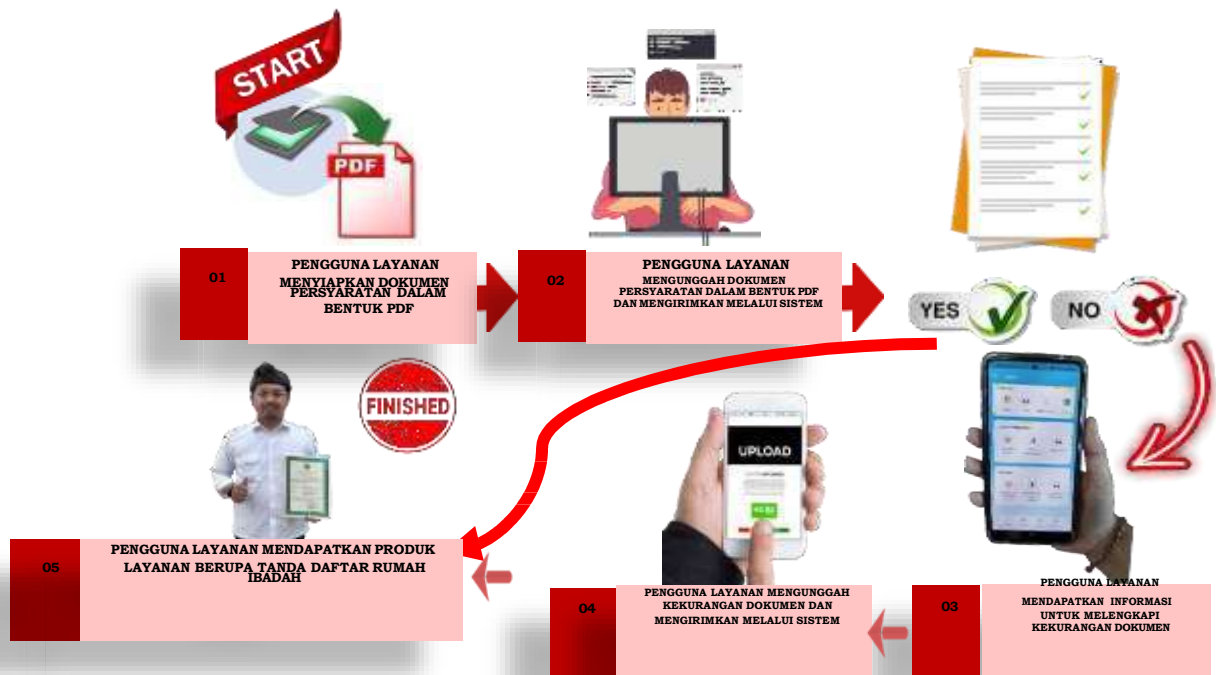 START
PDF
01
PENGGUNA LAYANAN
MENYIAPKAN DOKUMEN
PERSYARATAN DALAM
BENTUK PDF
02
PENGGUNA LAYANAN
MENGUNGGAH DOKUMEN
PERSYARATAN DALAM BENTUK PDF
DAN MENGIRIMKAN MELALUI SISTEM
YES
NO
03
PENGGUNA LAYANAN
MENDAPATKAN INFORMASI
UNTUK MELENGKAPI
KEKURANGAN DOKUMEN
UPLOAD
04
PENGGUNA LAYANAN MENGUNGGAH
KEKURANGAN DOKUMEN DAN
MENGIRIMKAN MELALUI SISTEM
FINISHED
05
PENGGUNA LAYANAN MENDAPATKAN PRODUK
LAYANAN BERUPA TANDA DAFTAR RUMAH
IBADAH